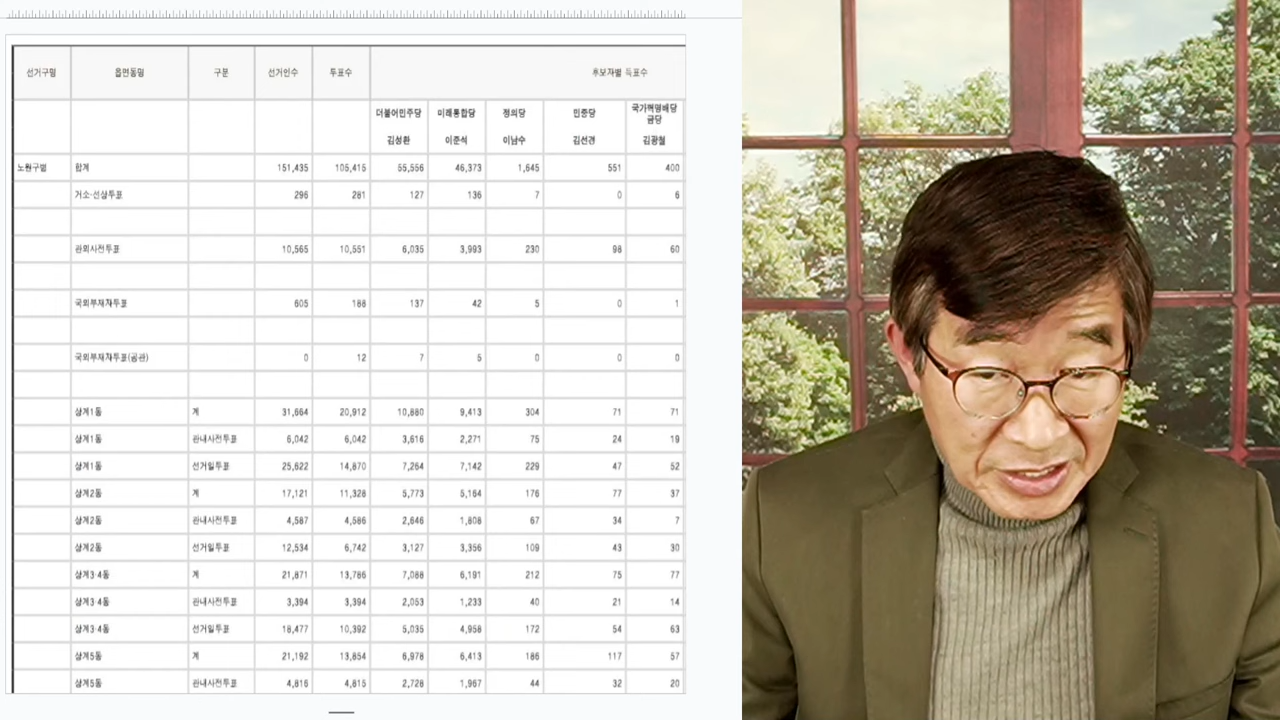 선거구명 읍면동명 구분 선거인수 투표수 후보자별 득표수
더불어민주당 미래통합당 정의당 민중당 국가혁명배당
금당
김성환 이준석 이남수 김선경 김광철
노원구병 합계 151,435 105,415 55,556 46,373 1,645 551 400
거소·선상투표 296 281 127 136 7 0 6
관외사전투표 10,565 10,551 6,035 3,993 230 98 60
국외부재자투표 605 188 137 42 5 0 1
국외부재자투표(공관) 0 12 7 5 0 0 0
상계1동 계 31,664 20,912 10,880 9,413 304 71 71
상계1동 관내사전투표 6,042 6,042 3,616 2,271 75 24 19
상계1동 선거일투표 25,622 14,870 7,264 7,142 229 47 52
상계2동 계 17,121 11,328 5,773 5,164 176 77 37
상계2동 관내사전투표 4,587 4,586 2,646 1,808 67 34 7
상계2동 선거일투표 12,534 6,742 3,127 3,356 109 43 30
상계3·4동 계 21,871 13,786 7,088 6,191 212 75 77
상계3·4동 관내사전투표 3,394 3,394 2,053 1,233 40 21 14
상계3·4동 선거일투표 18,477 10,392 5,035 4,958 172 54 63
상계5동 계 21,192 13,854 6,978 6,413 186 117 57
상계5동 관내사전투표 4,816 4,815 2,728 1,967 44 32 20